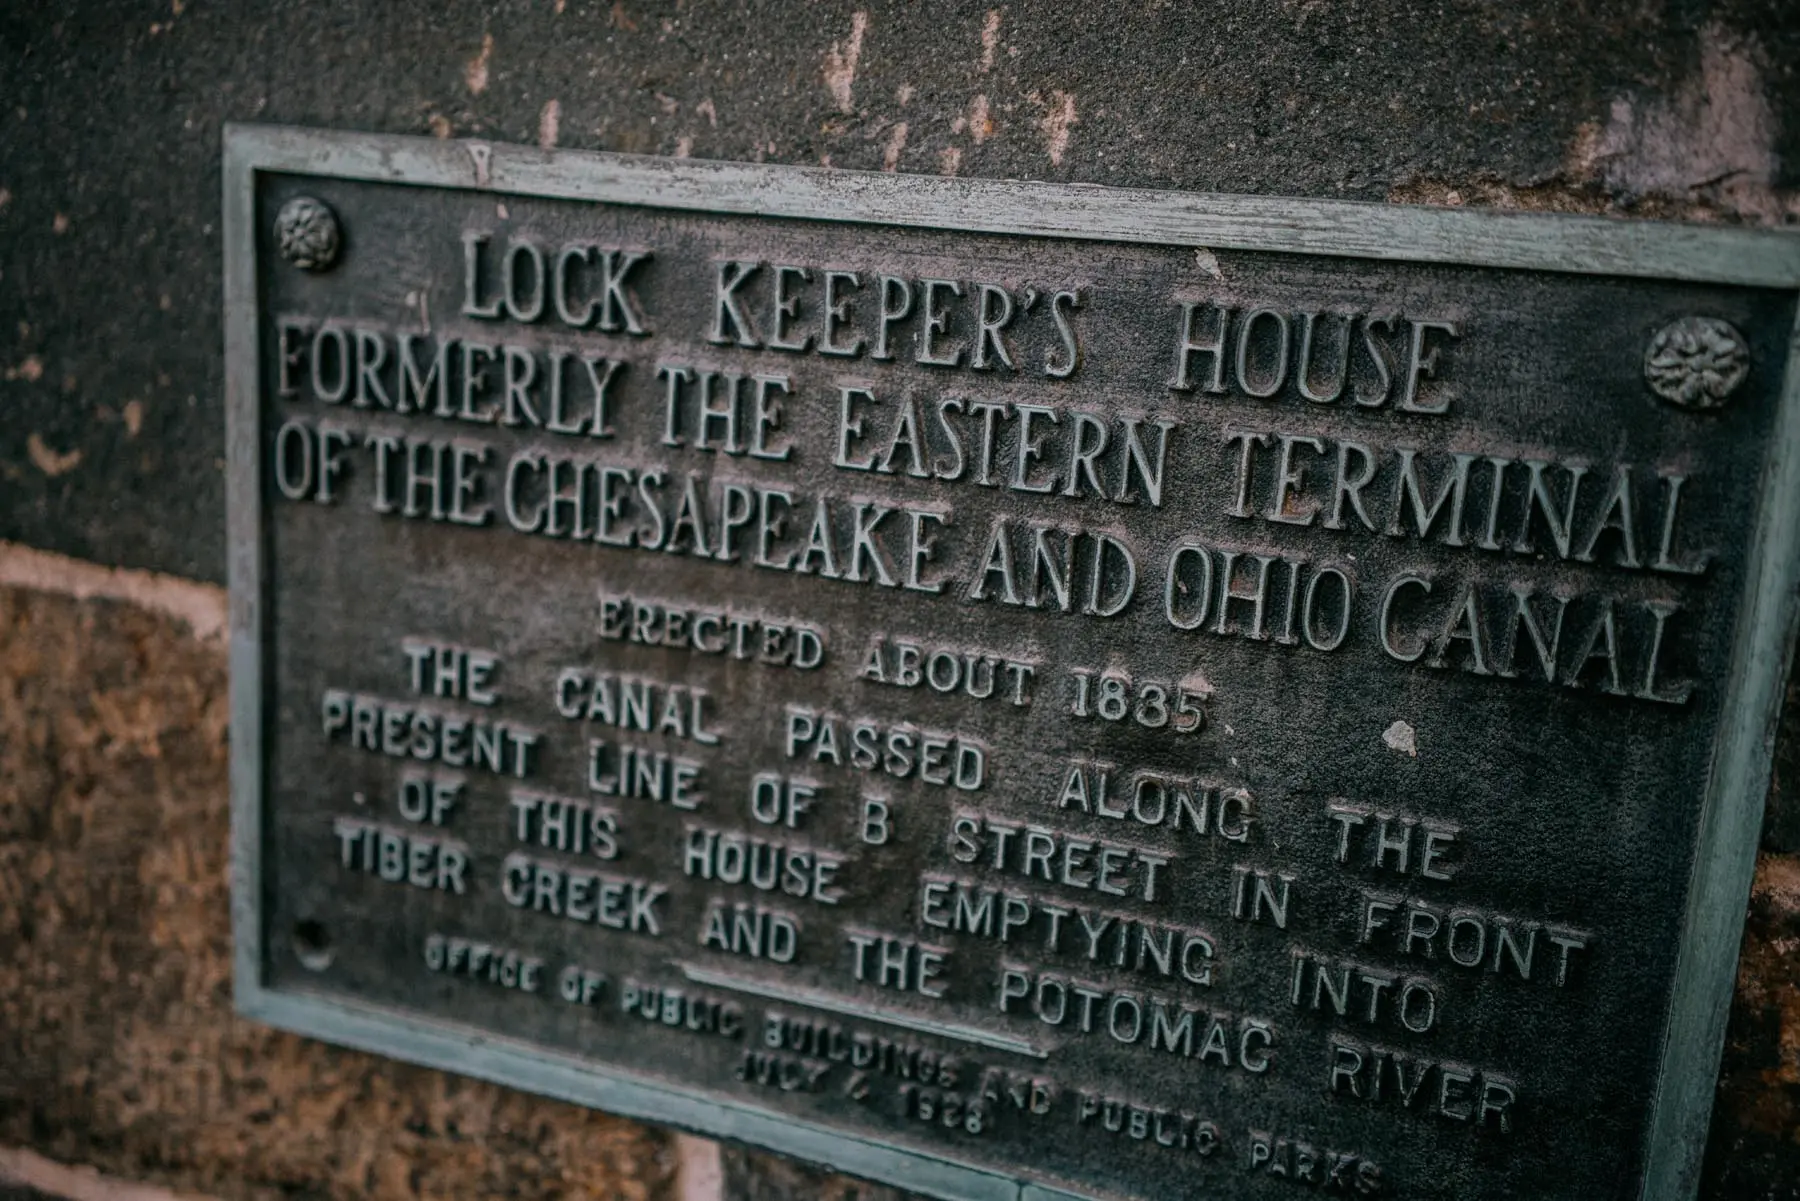 LOCK KEEPER'S HOUSE
FORMERLY THE EASTERN TERMINAL
OF THE CHESAPEAKE AND OHIO CANAL
ERECTED ABOUT 1835
THE CANAL PASSED ALONG THE
PRESENT LINE OF B STREET IN FRONT
OF THIS HOUSE EMPTYING INTO
TIBER CREEK AND THE POTOMAC RIVER
OFFICE OF PUBLIC BUILDINGS AND PUBLIC PARKS
JULY 1928